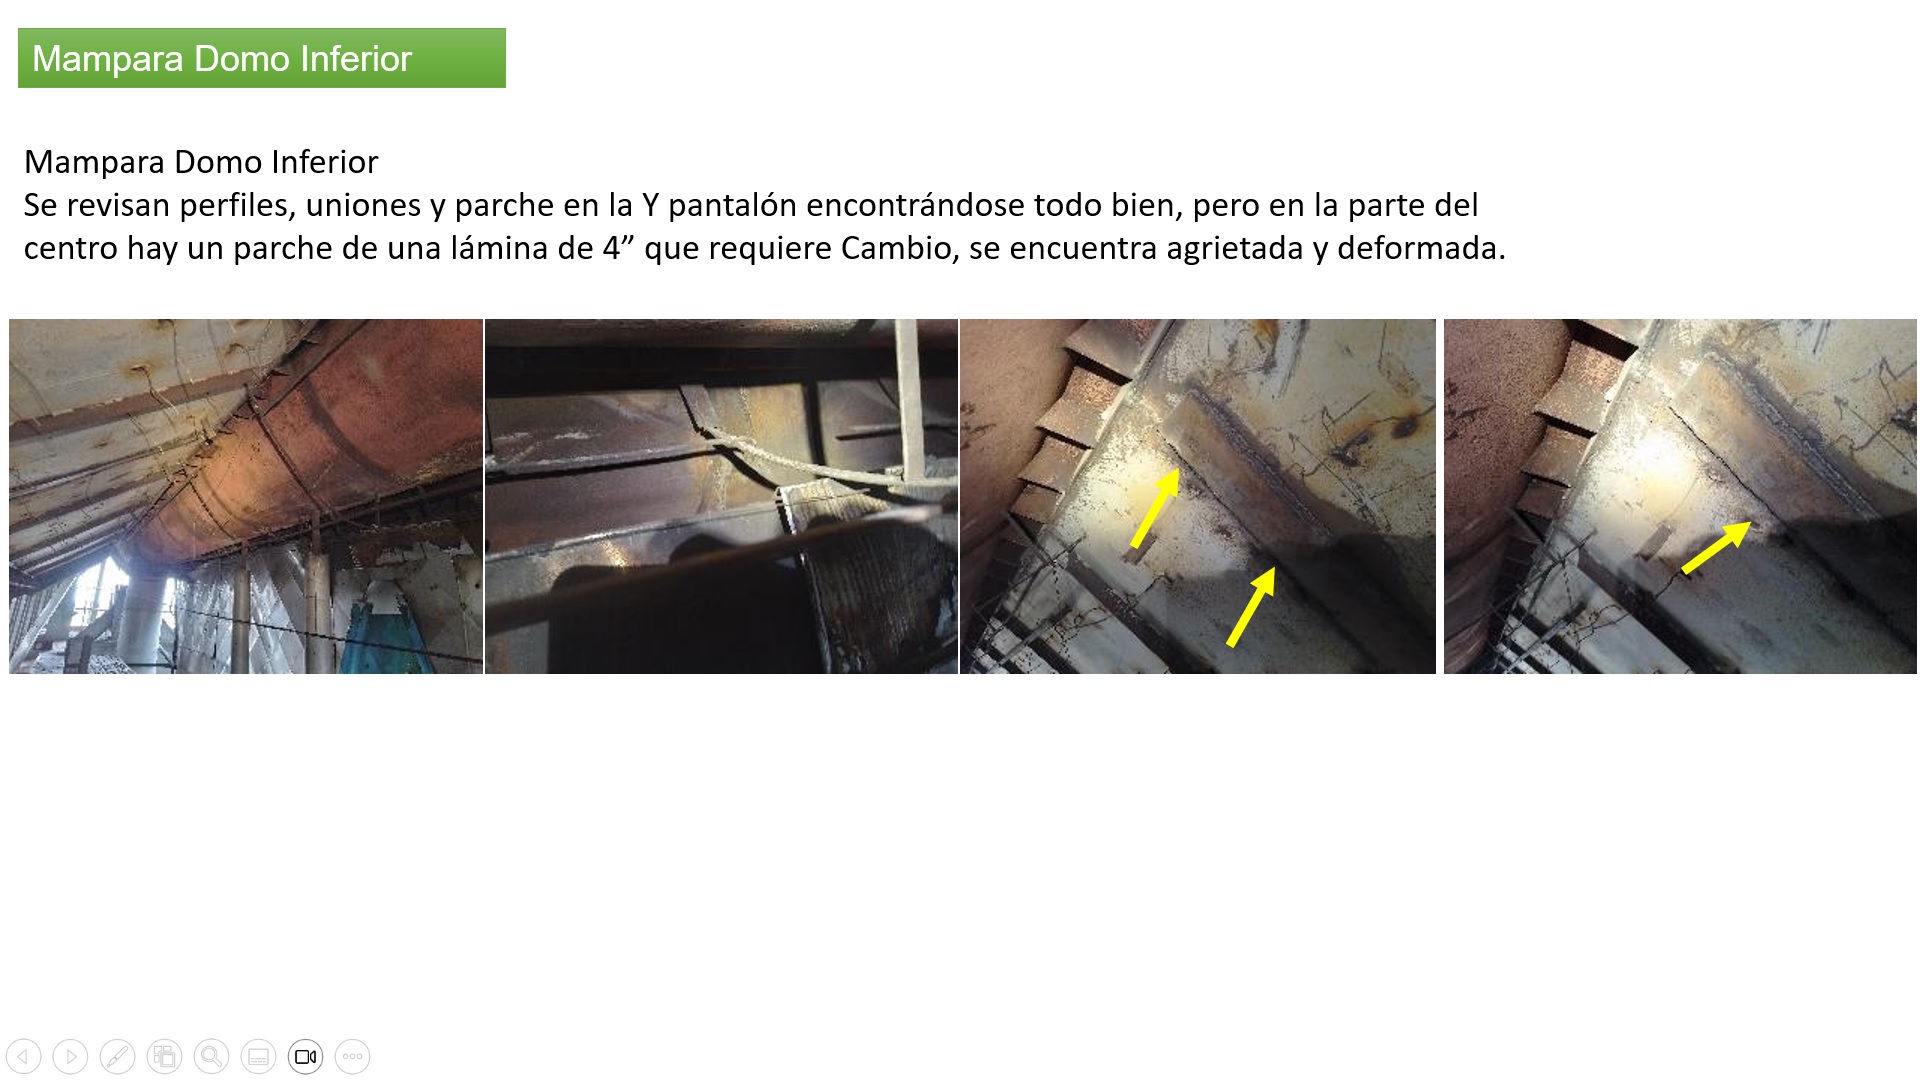 Mampara Domo Inferior
Mampara Domo Inferior
Se revisan perfiles, uniones y parche en la Y pantalón encontrándose todo bien, pero en la parte del
centro hay un parche de una lámina de 4” que requiere Cambio, se encuentra agrietada y deformada.